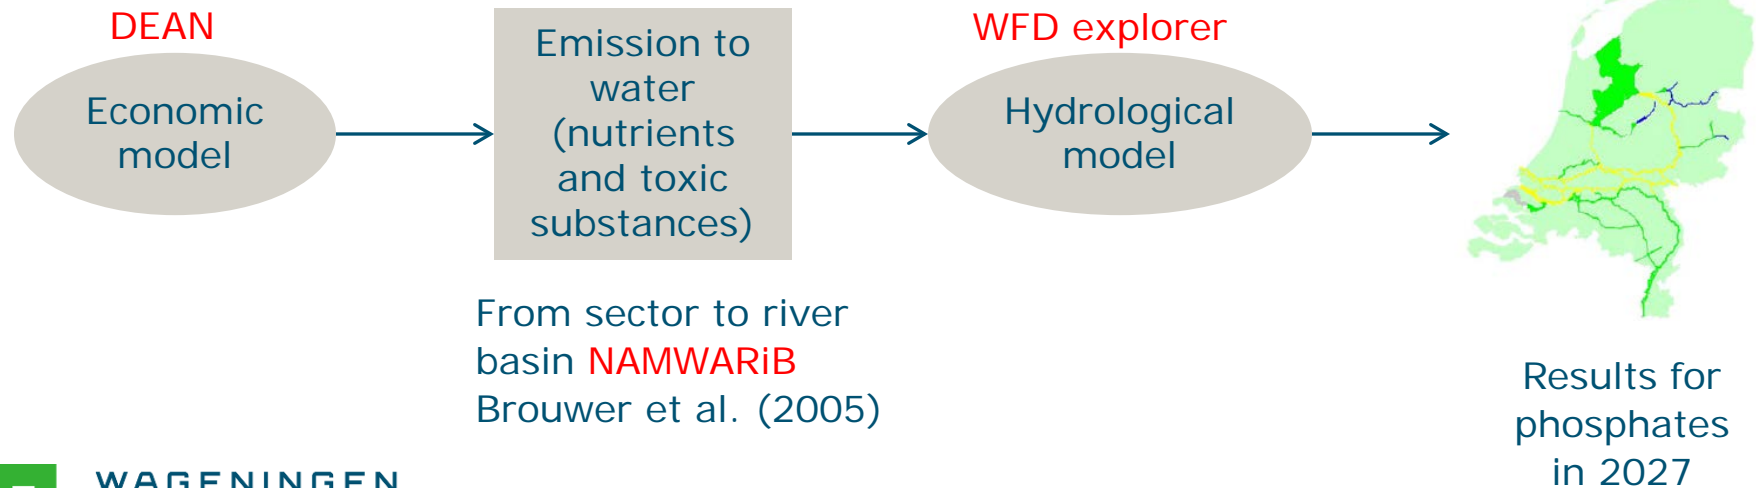 DEAN
Economic
model
Emission to
water
(nutrients
and toxic
substances)
From sector to river
basin NAMWARiB
Brouwer et al. (2005)
WFD explorer
Hydrological
model
Results for
phosphates
in 2027
WAGENINGEN